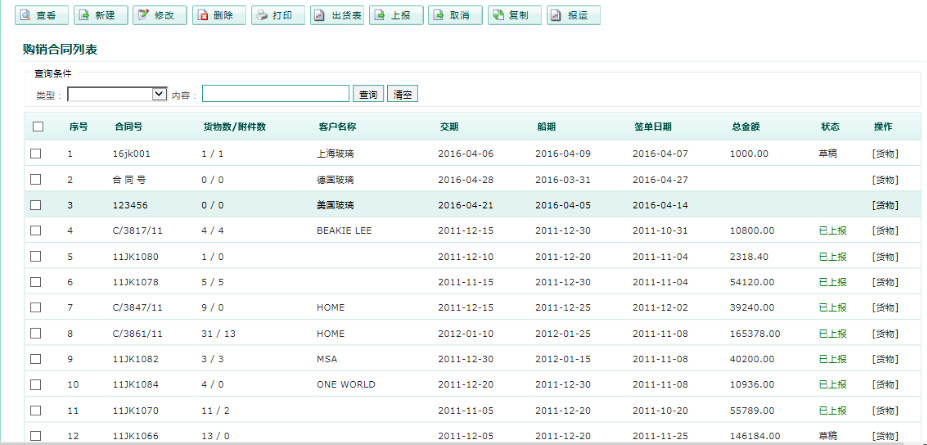 查看 新建 修改 删除 打印 出货表 上报 取消 复制 报运
购销合同列表
查询条件
类型： 内容： 查询 清空
序号 合同号 货物数/附件数 客户名称 交期 船期 签单日期 总金额 状态 操作
1 16jk001 1 / 1 上海玻璃 2016-04-06 2016-04-09 2016-04-07 1000.00 草稿 [货物]
2 合 同 号 0 / 0 德国玻璃 2016-04-28 2016-03-31 2016-04-27 [货物]
3 123456 0 / 0 美国玻璃 2016-04-21 2016-04-05 2016-04-14 [货物]
4 C/3817/11 4 / 4 BEAKIE LEE 2011-12-15 2011-12-30 2011-10-31 10800.00 已上报 [货物]
5 11JK1080 1 / 0 2011-12-10 2011-12-20 2011-11-04 2318.40 已上报 [货物]
6 11JK1078 5 / 5 2011-11-15 2011-12-30 2011-11-04 54120.00 已上报 [货物]
7 C/3847/11 9 / 0 HOME 2011-12-15 2011-12-25 2011-12-02 39240.00 已上报 [货物]
8 C/3861/11 31 / 13 HOME 2012-01-10 2012-01-25 2011-11-08 165378.00 已上报 [货物]
9 11JK1082 3 / 3 MSA 2011-12-30 2012-01-15 2011-11-08 40200.00 已上报 [货物]
10 11JK1084 4 / 0 ONE WORLD 2011-12-20 2011-12-30 2011-11-08 10936.00 已上报 [货物]
11 11JK1070 11 / 2 2011-11-05 2011-12-20 2011-10-20 55789.00 已上报 [货物]
12 11JK1066 13 / 0 2011-12-05 2011-12-20 2011-11-25 146184.00 草稿 [货物]